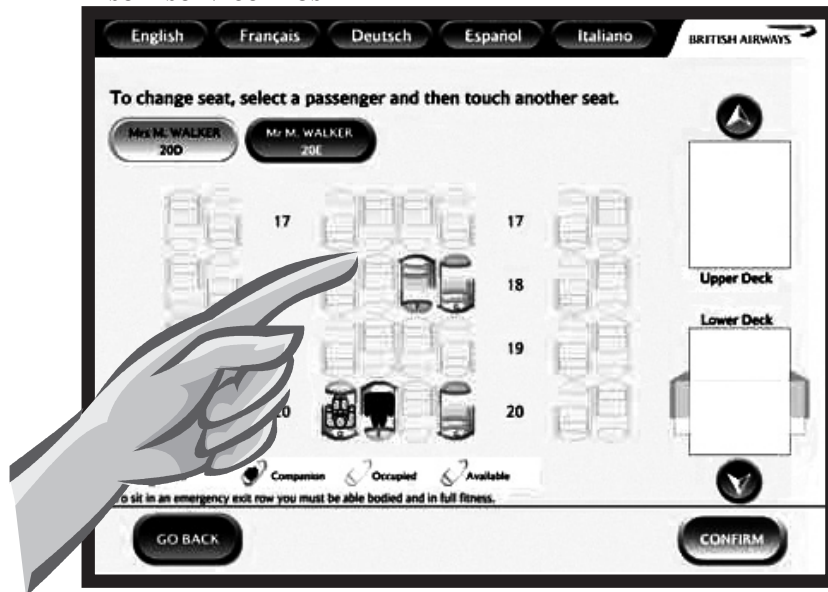 English Français Deutsch Español Italiano BRITISH AIRWAYS
To change seat, select a passenger and then touch another seat.
Mrs M. WALKER
20D
Mr M. WALKER
20E
17 17
18
Upper Deck
Lower Deck
19
20
Companion Occupied Available
o sit in an emergency exit row you must be able bodied and in full fitness.
GO BACK CONFIRM